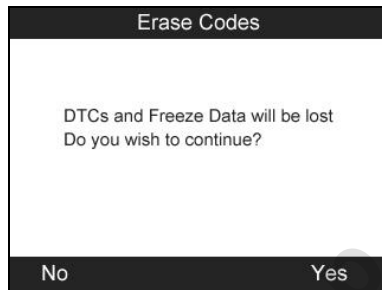 Erase Codes
DTCs and Freeze Data will be lost
Do you wish to continue?
No Yes